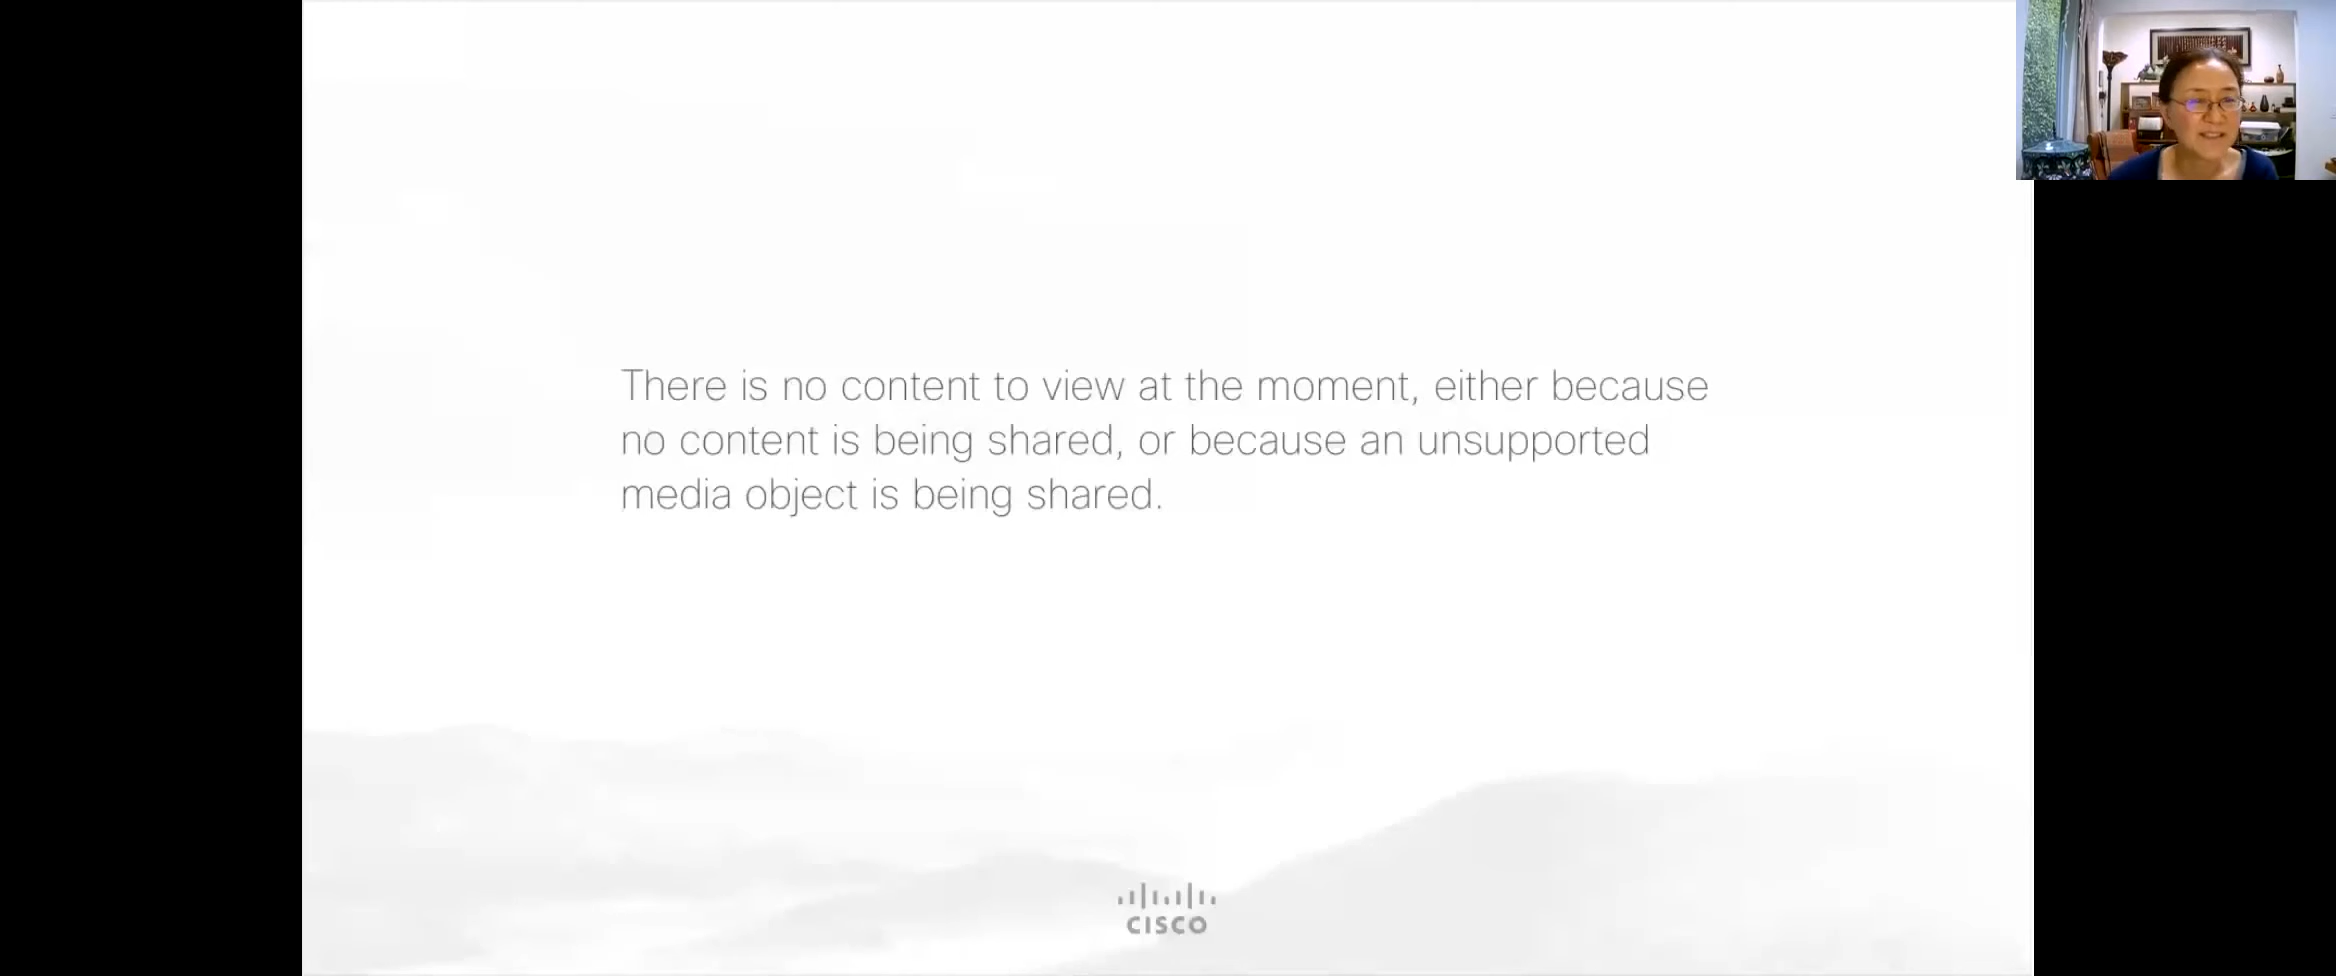 There is no content to view at the moment, either because
no content is being shared, or because an unsupported
media object is being shared.
CISCO